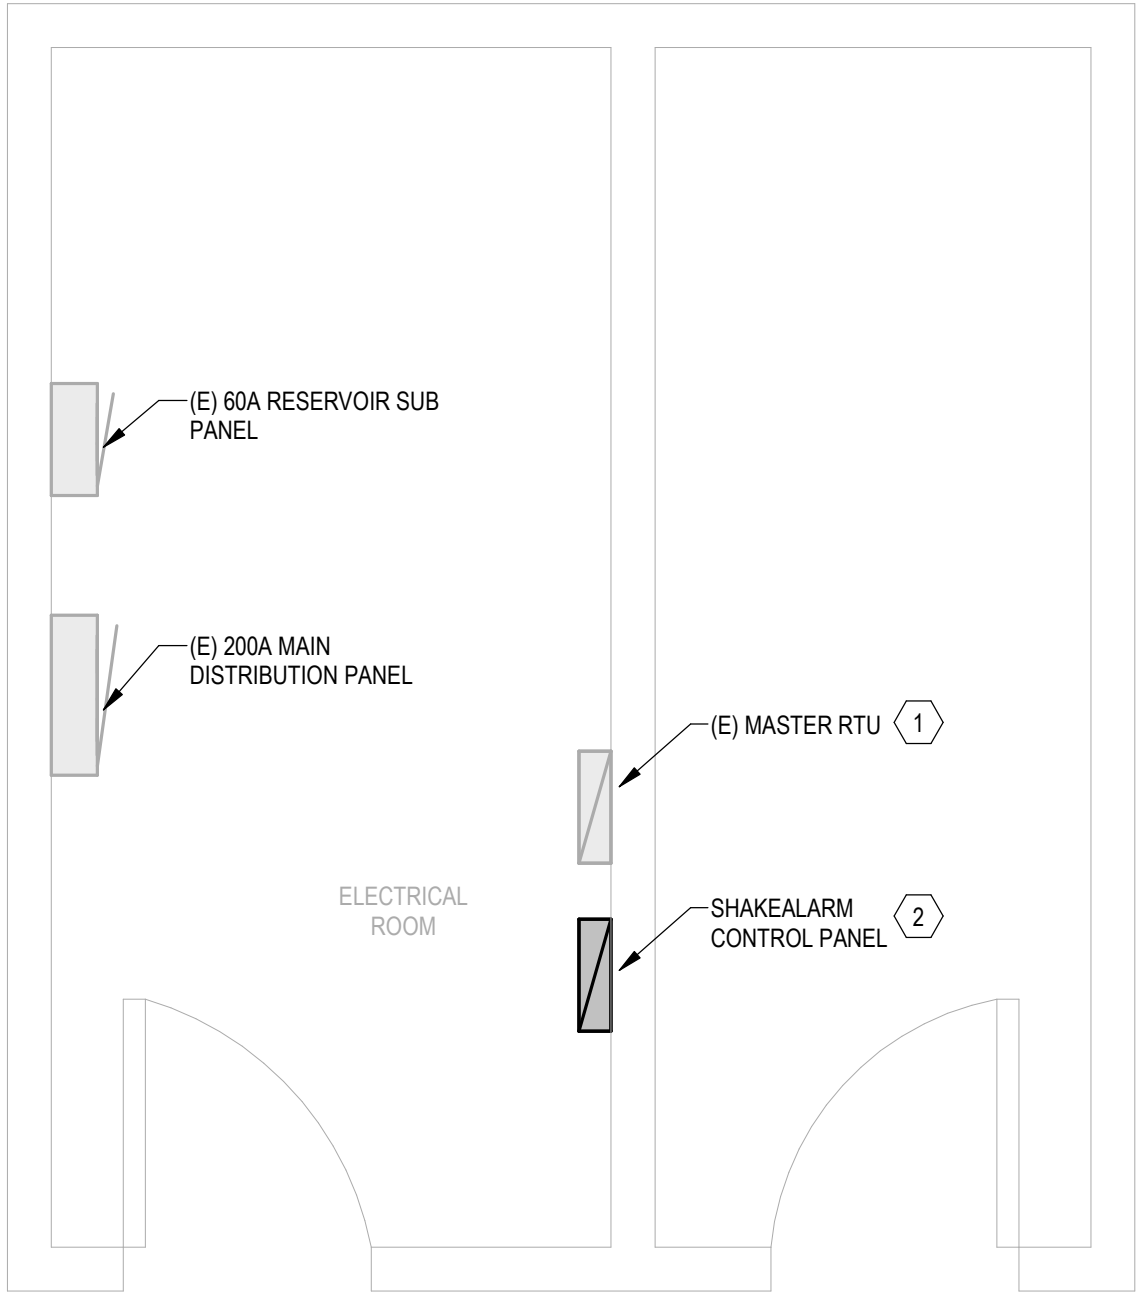 (E) 60A RESERVOIR SUB
PANEL
(E) 200A MAIN
DISTRIBUTION PANEL
(E) MASTER RTU 1
ELECTRICAL
ROOM
SHAKEALARM
CONTROL PANEL
2